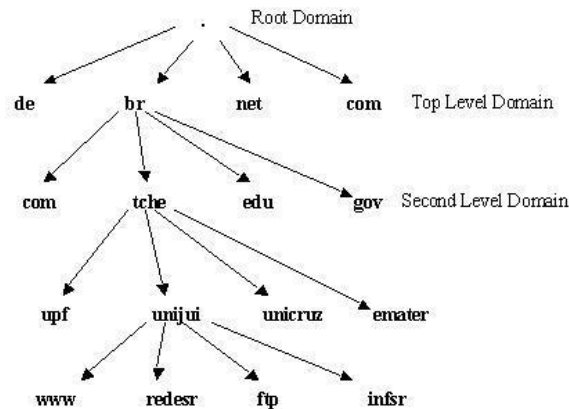 . Root Domain
de br net com Top Level Domain
com tche edu gov Second Level Domain
upf unijui unicruz emater
www redesr ftp infsr